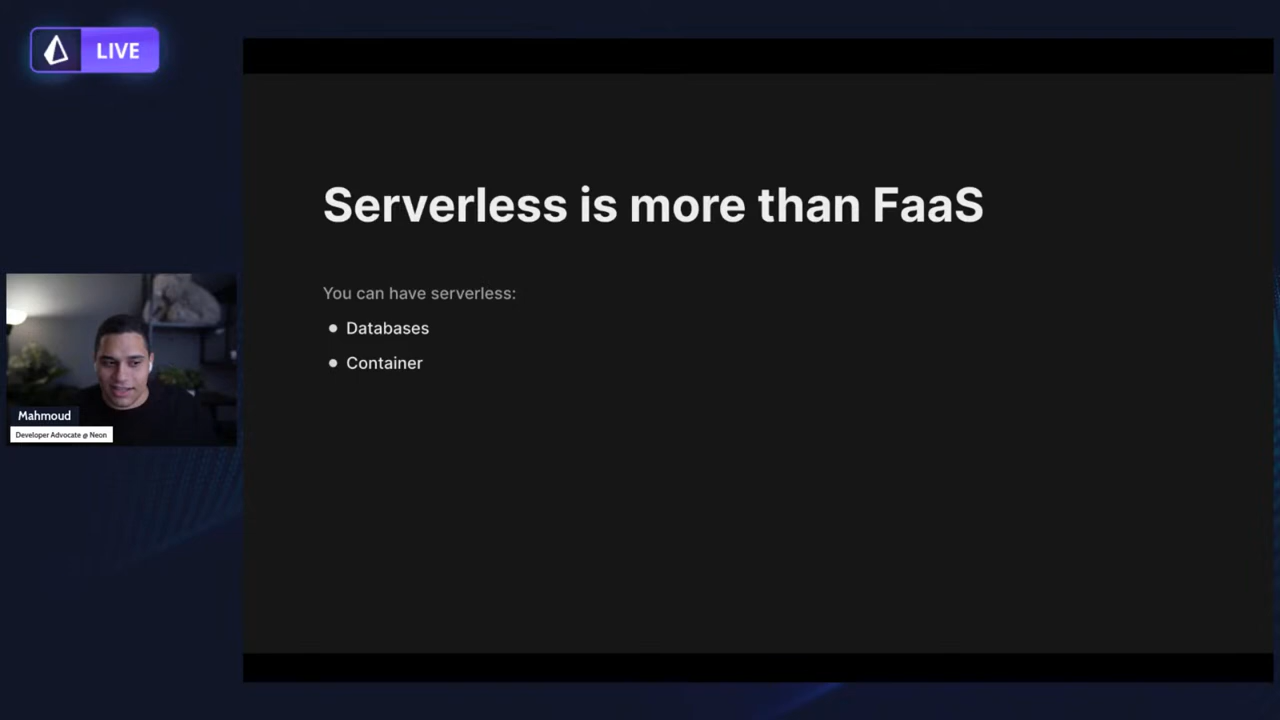 LIVE
Serverless is more than FaaS
You can have serverless:
Databases
Container
Mahmoud
Developer Advocate @ Neon